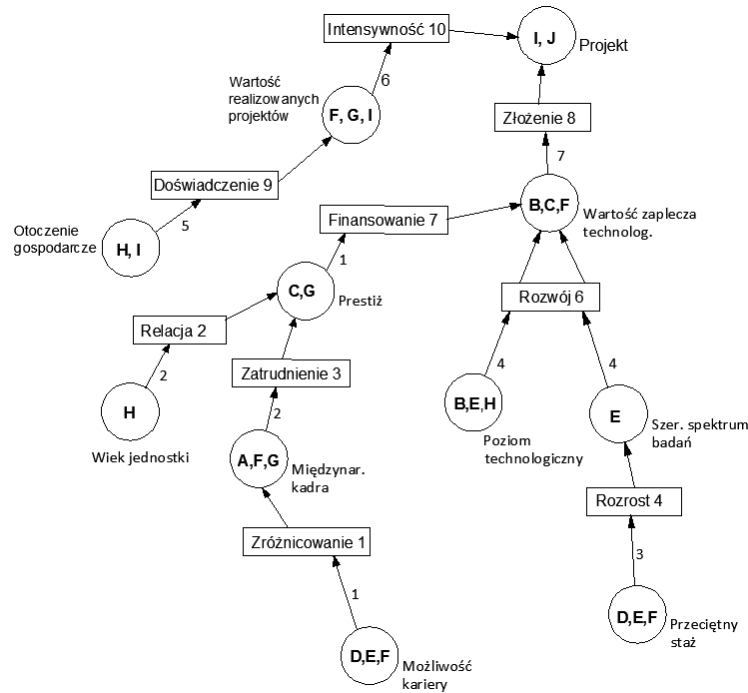 Intensywność 10
I, J
Projekt
6
Wartość
realizowanych
projektów
F, G, I
Złożenie 8
7
Doświadczenie 9
5
Otoczenie
gospodarcze
H, I
Finansowanie 7
B,C,F
Wartość zaplecza
technolog.
1
C,G
Prestiż
Rozwój 6
Relacja 2
2
Zatrudnienie 3
4
4
H
Wiek jednostki
2
B,E,H
Poziom
technologiczny
E
Szer. spektrum
badań
A,F,G
Międzynar.
kadra
Rozrost 4
Zróżnicowanie 1
3
1
D,E,F
Przeciętny
staż
D,E,F
Możliwość
kariery